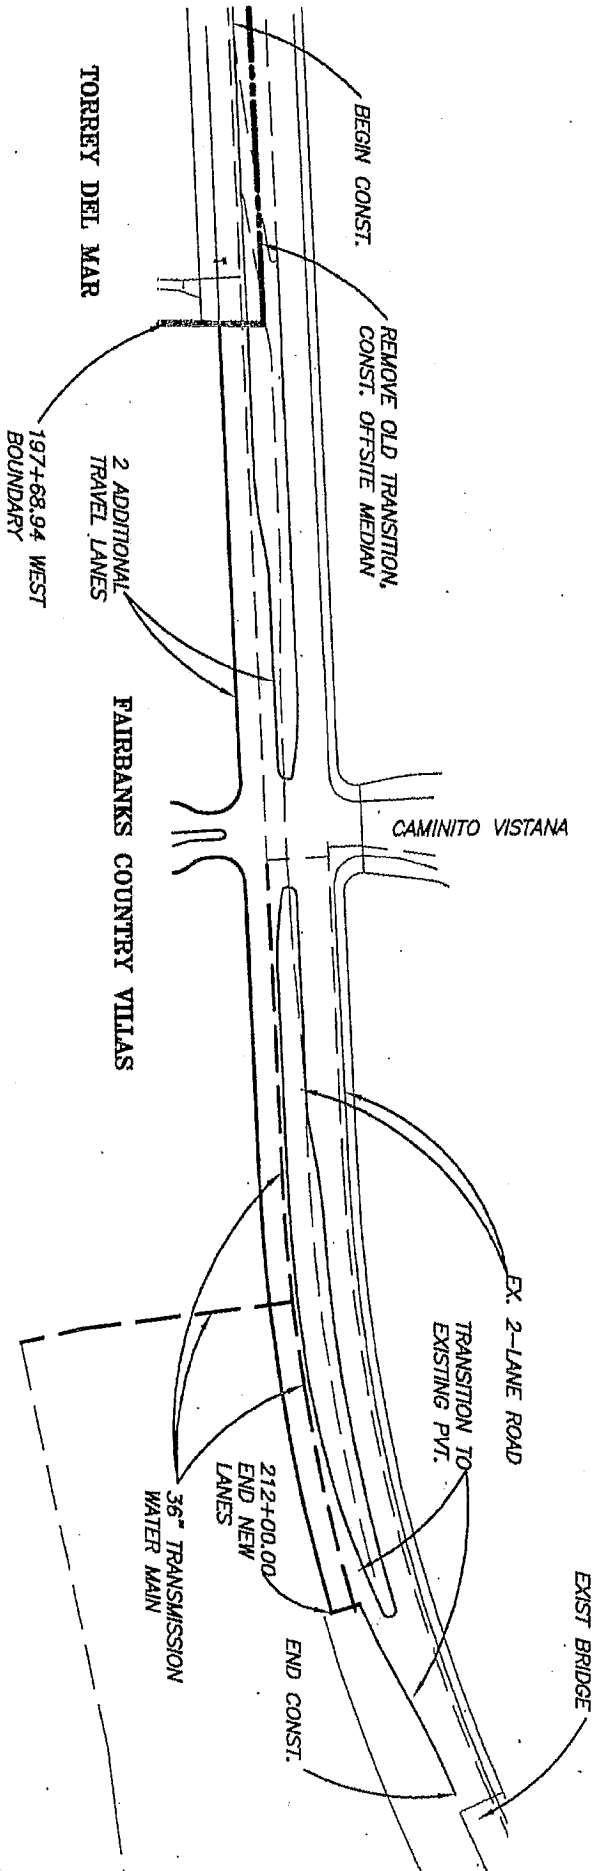 BEGIN CONST.
TORREY DEL MAR
REMOVE OLD TRANSITION,
CONST. OFFSITE MEDIAN
197+68.94 WEST
BOUNDARY
2 ADDITIONAL
TRAVEL LANES
FAIRBANKS COUNTRY VILLAS
CAMINITO VISTANA
EX. 2-LANE ROAD
TRANSITION TO
EXISTING PVT.
36" TRANSMISSION
WATER MAIN
212+00.00
END NEW
LANES
END CONST.
EXIST BRIDGE